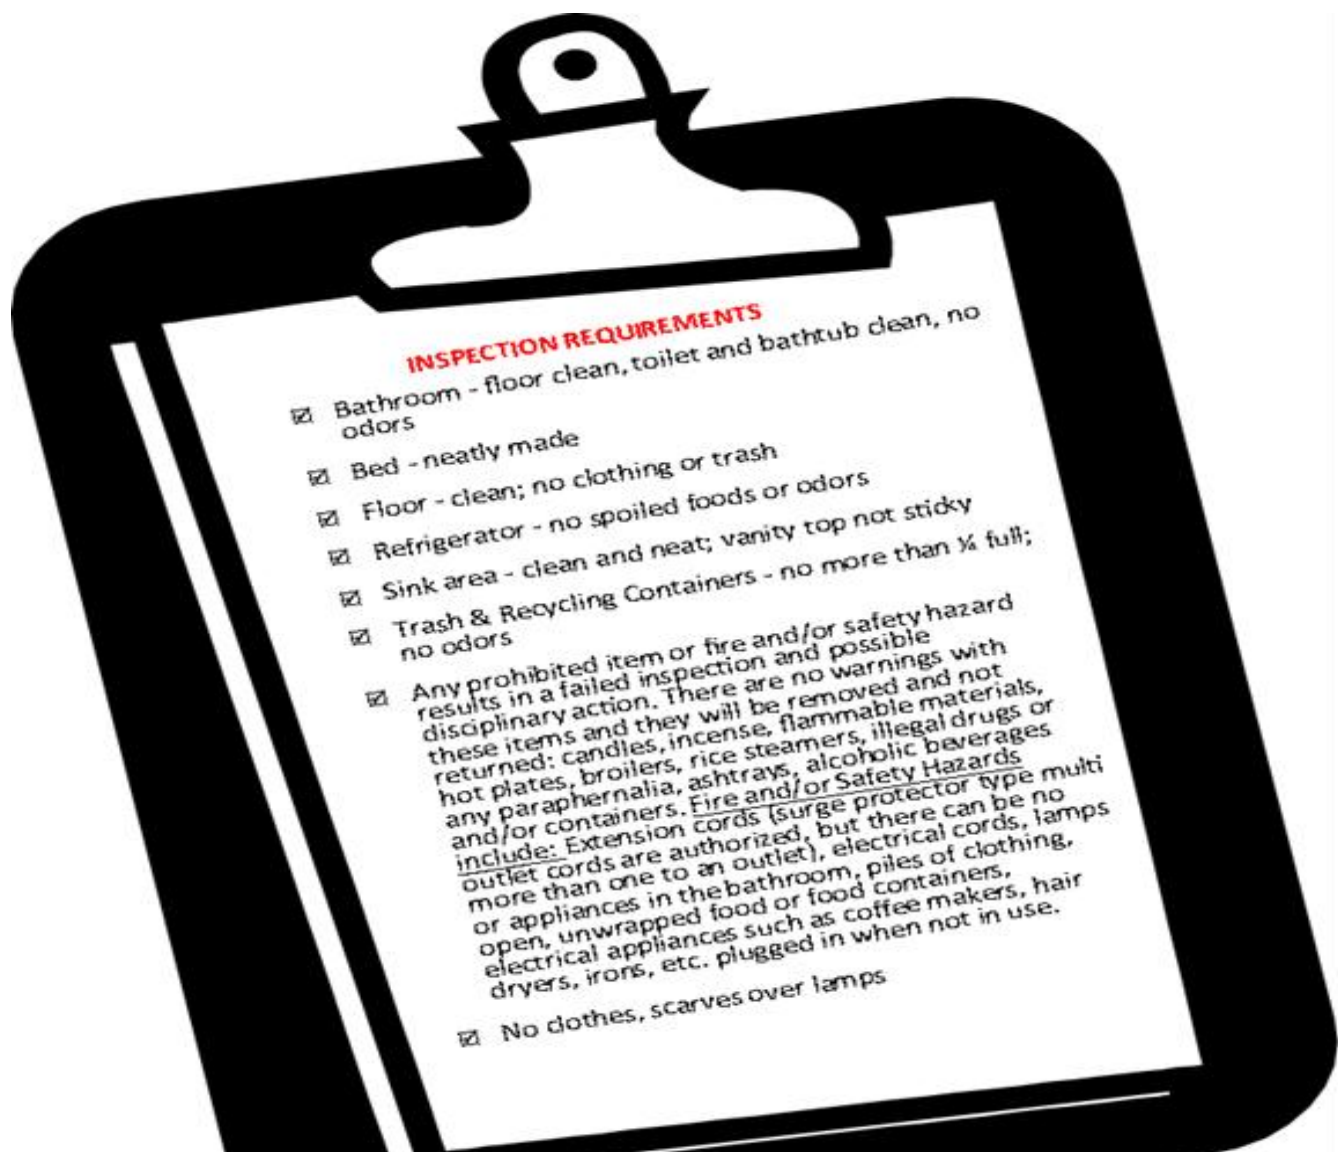 INSPECTION REQUIREMENTS
☑ Bathroom - floor clean, toilet and bathtub clean, no
odors
☑ Bed - neatly made
☑ Floor - clean; no clothing or trash
☑ Refrigerator - no spoiled foods or odors
☑ Sink area - clean and neat; vanity top not sticky
☑ Trash & Recycling Containers - no more than full;
no odors
☑ Any prohibited item or fire and/or safety hazard
results in a failed inspection and possible
disciplinary action. There are no warnings with
these items and they will be removed and not
returned: candles, incense, flammable materials,
hot plates, broilers, rice steamers, illegal drugs or
any paraphernalia, ashtrays, alcoholic beverages
and/or containers. Fire and/or Safety Hazards
include: Extension cords (surge protector type multi
outlet cords are authorized, but there can be no
more than one to an outlet), electrical cords, lamps
or appliances in the bathroom, piles of clothing,
open, unwrapped food or food containers,
electrical appliances such as coffee makers, hair
dryers, irons, etc. plugged in when not in use.
☑ No clothes, scarves over lamps